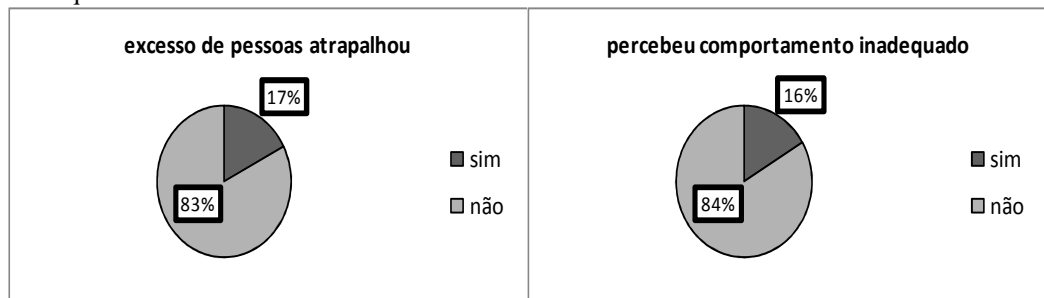 excesso de pessoas atrapalhou
17%
83%
sim
não
percebeu comportamento inadequado
16%
84%
sim
não